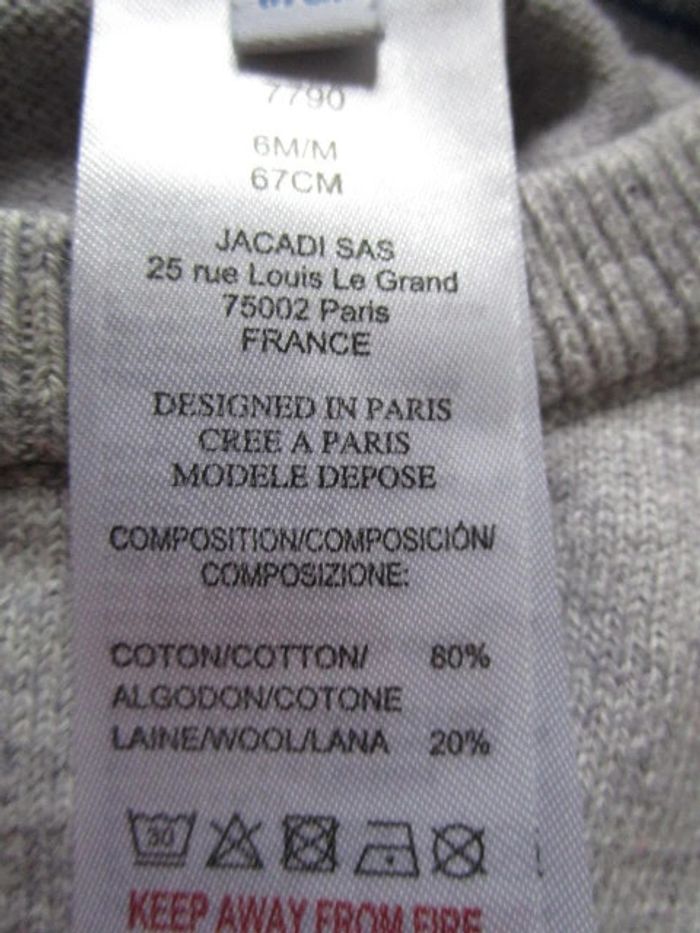 7790
6M/M
67CM
JACADI SAS
25 rue Louis Le Grand
75002 Paris
FRANCE
DESIGNED IN PARIS
CREE A PARIS
MODELE DEPOSE
COMPOSITION/COMPOSICIÓN/
COMPOSIZIONE:
COTON/COTTON/ 80%
ALGODON/COTONE
LAINE/WOOL/LANA 20%
30
KEEP AWAY FROM FIRE